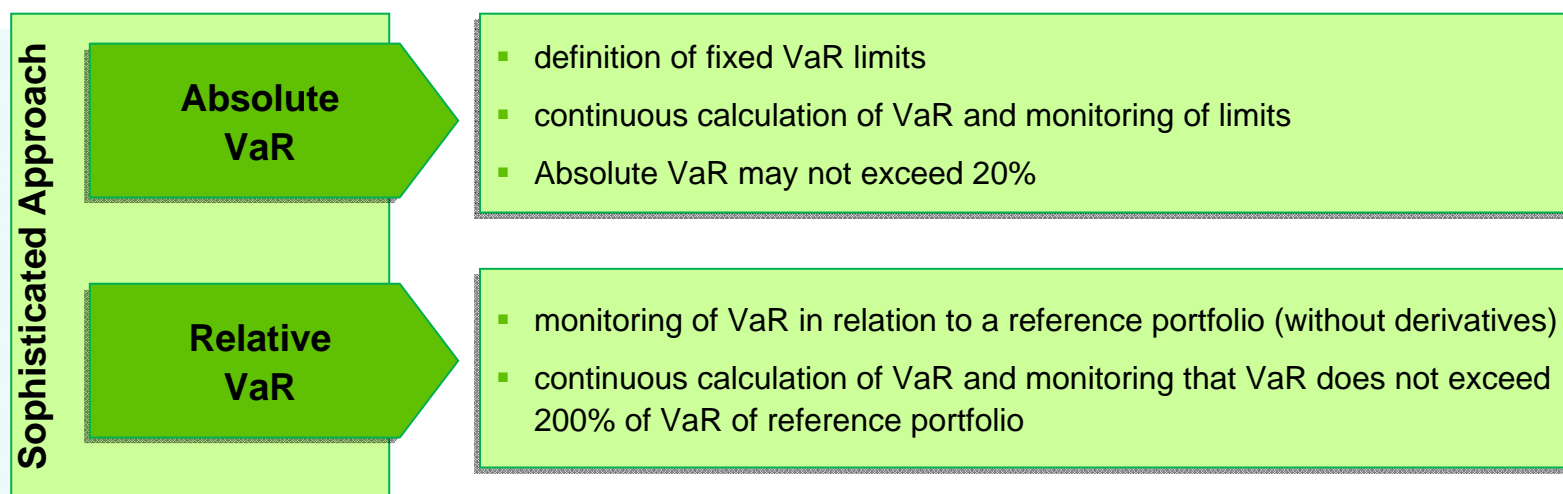 Sophisticated Approach
Absolute
VaR
▪ definition of fixed VaR limits
▪ continuous calculation of VaR and monitoring of limits
▪ Absolute VaR may not exceed 20%
Relative
VaR
▪ monitoring of VaR in relation to a reference portfolio (without derivatives)
▪ continuous calculation of VaR and monitoring that VaR does not exceed
200% of VaR of reference portfolio